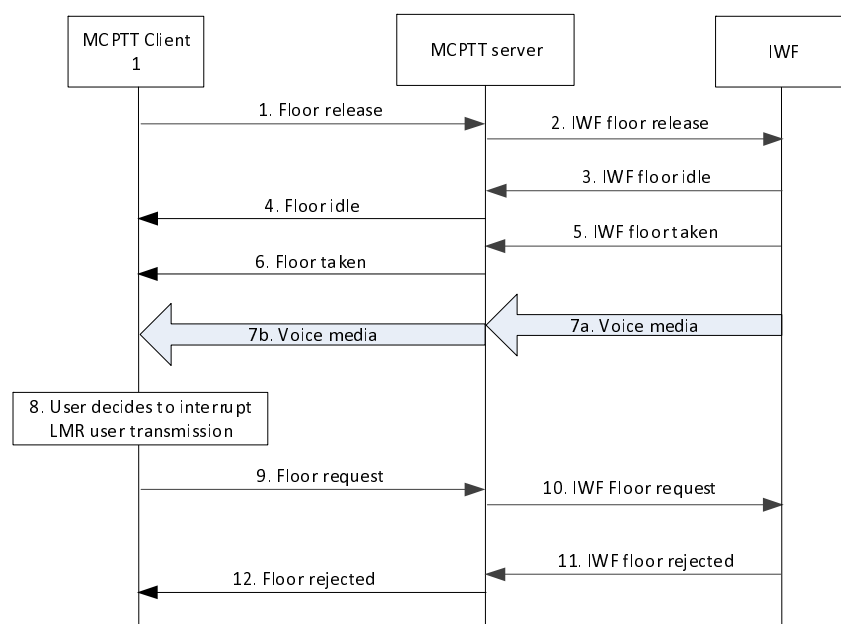 MCPTT Client
1
MCPTT server
IWF
1. Floor release
2. IWF floor release
3. IWF floor idle
4. Floor idle
5. IWF floor taken
6. Floor taken
7a. Voice media
7b. Voice media
8. User decides to interrupt
LMR user transmission
9. Floor request
10. IWF Floor request
11. IWF floor rejected
12. Floor rejected